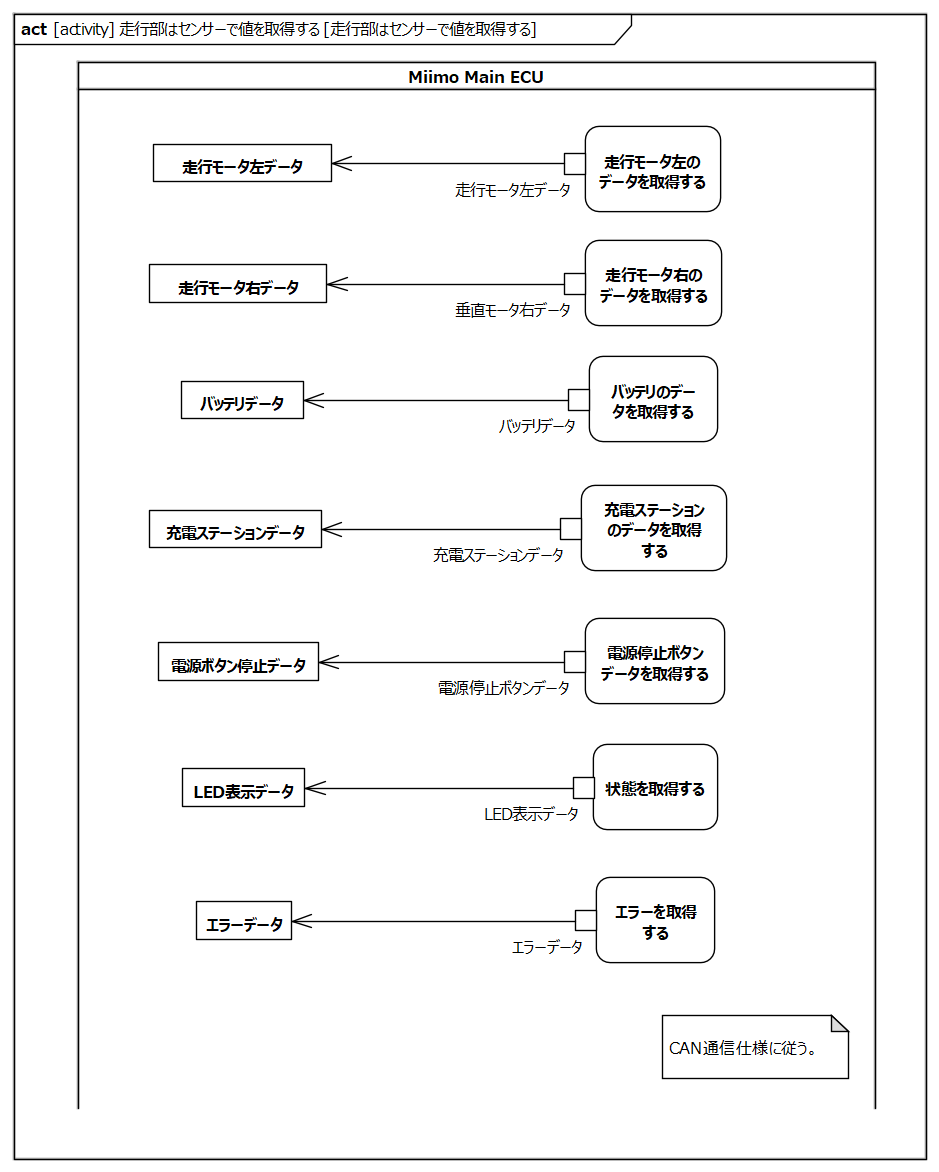 act [activity] 走行部はセンサーで値を取得する [走行部はセンサーで値を取得する]
Miimo Main ECU
走行モータ左データ
走行モータ左データ
走行モータ左の
データを取得する
走行モータ右データ
垂直モータ右データ
走行モータ右の
データを取得する
バッテリデータ
バッテリデータ
バッテリのデー
タを取得する
充電ステーションデータ
充電ステーションデータ
充電ステーション
のデータを取得
する
電源ボタン停止データ
電源停止ボタンデータ
電源停止ボタン
データを取得する
LED表示データ
LED表示データ
状態を取得する
エラーデータ
エラーデータ
エラーを取得
する
CAN通信仕様に従う。